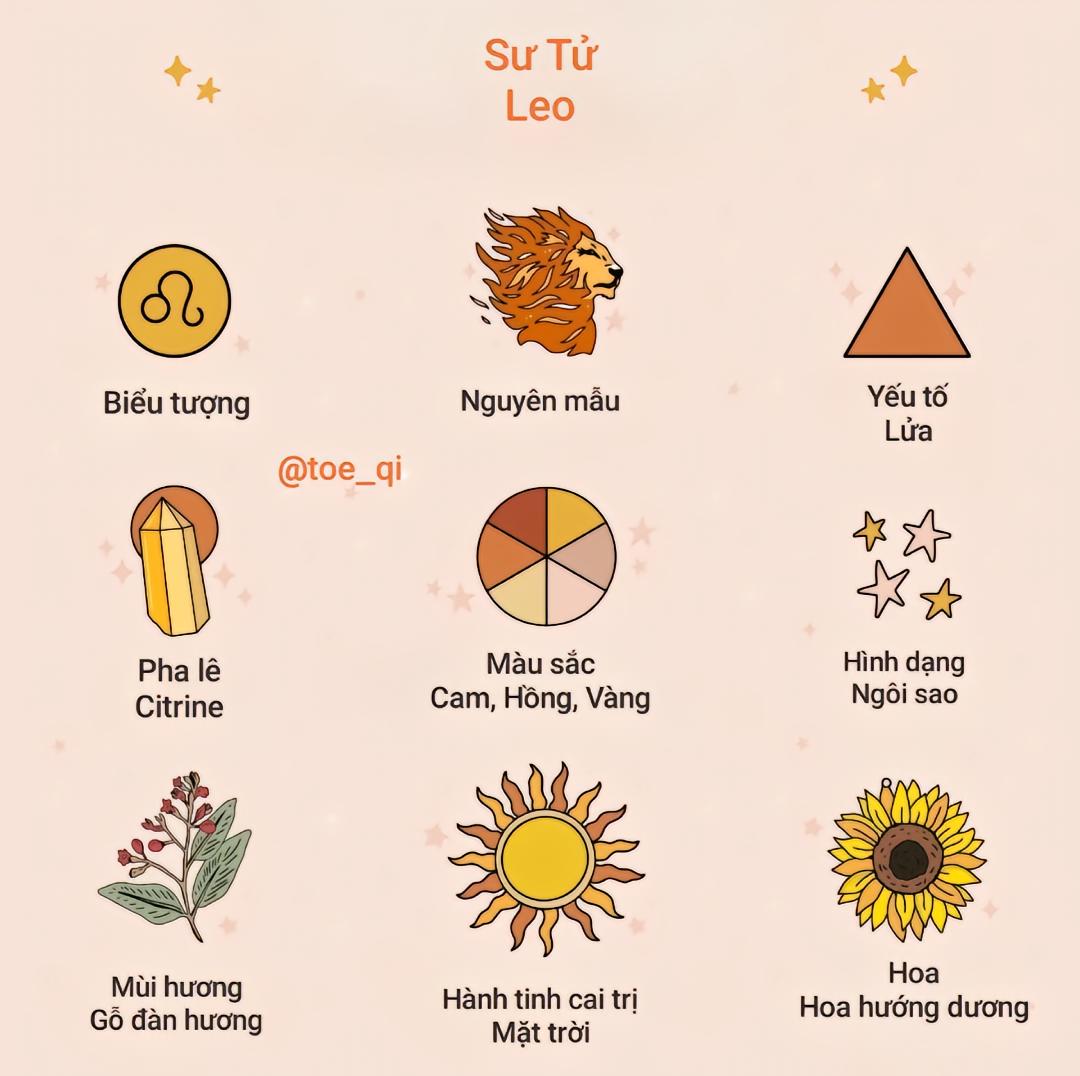 Sư Tử
Leo
Biểu tượng
Nguyên mẫu
Yếu tố
Lửa
@toe_qi
Pha lê
Citrine
Màu sắc
Cam, Hồng, Vàng
Hình dạng
Ngôi sao
Mùi hương
Gỗ đàn hương
Hành tinh cai trị
Mặt trời
Hoa
Hoa hướng dương